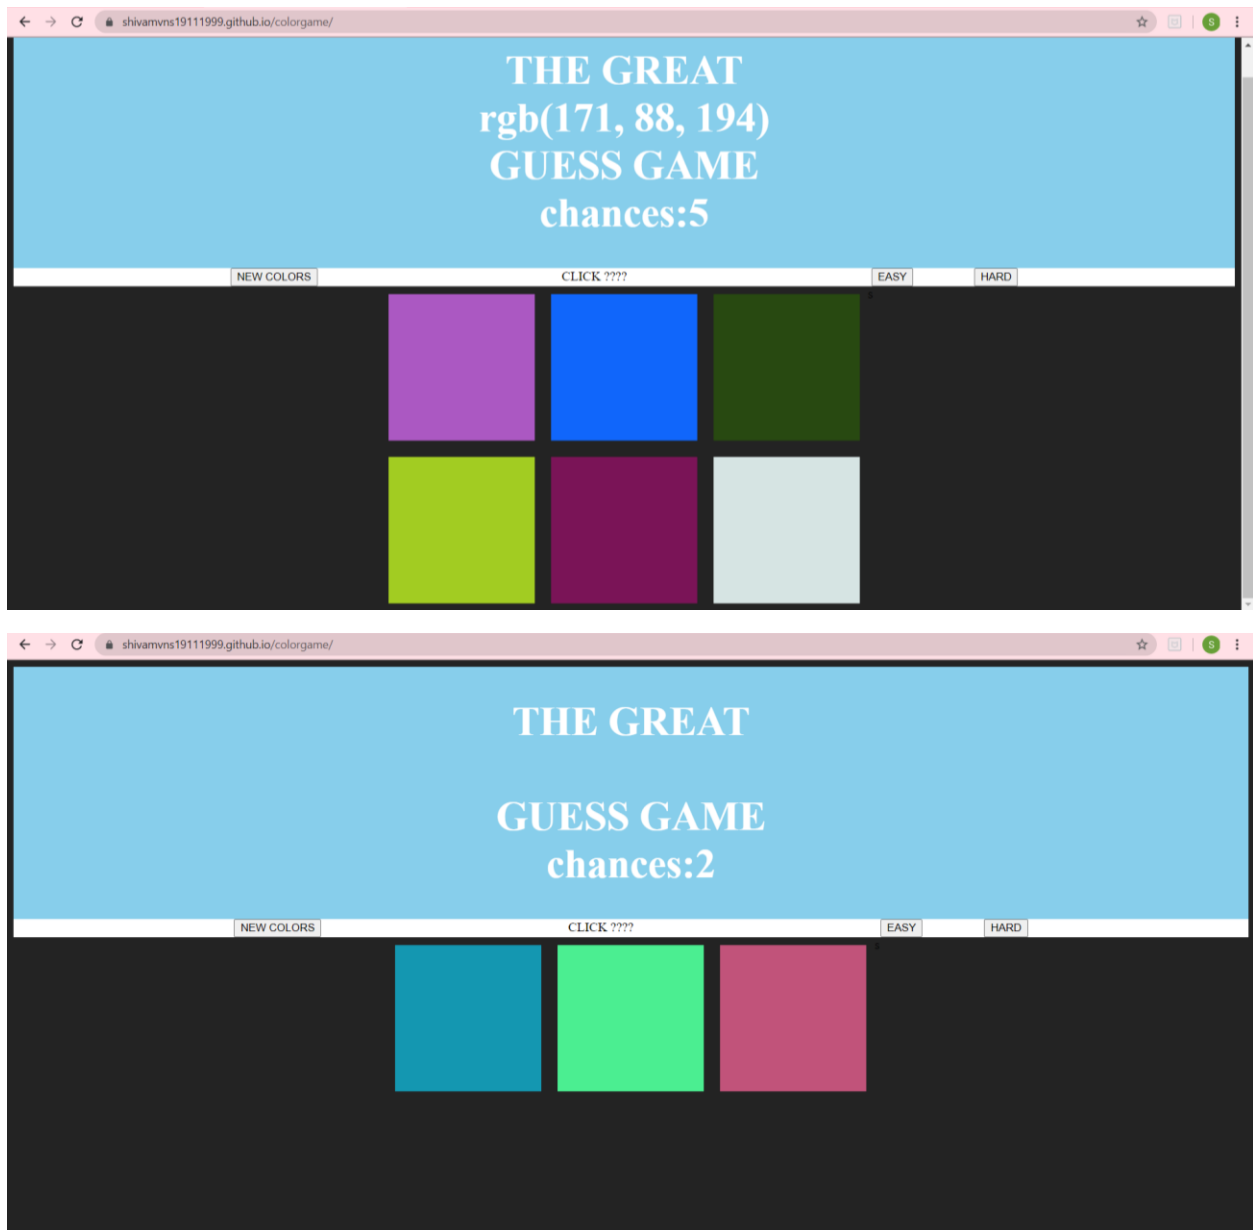 shivamvns19111999.github.io/colorgame/
S
THE GREAT
rgb(171, 88, 194)
GUESS GAME
chances:5
NEW COLORS CLICK ???? EASY HARD
shivamvns19111999.github.io/colorgame/
S
THE GREAT
GUESS GAME
chances:2
NEW COLORS CLICK ???? EASY HARD